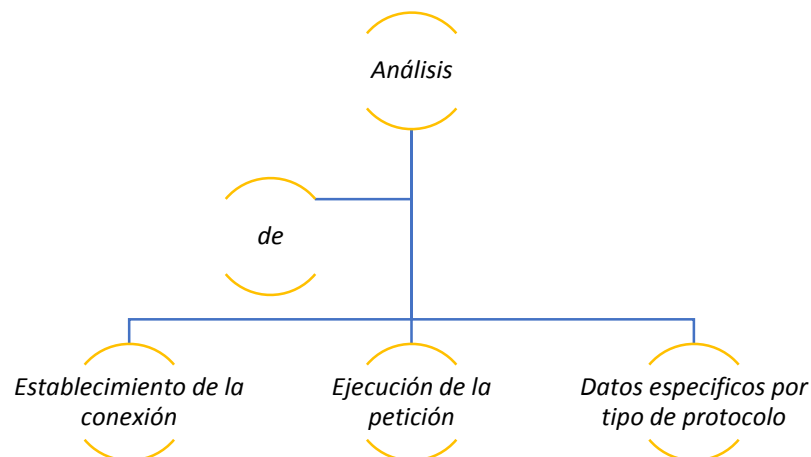 Análisis
de
Establecimiento de la
conexión
Ejecución de la
petición
Datos especificos por
tipo de protocolo